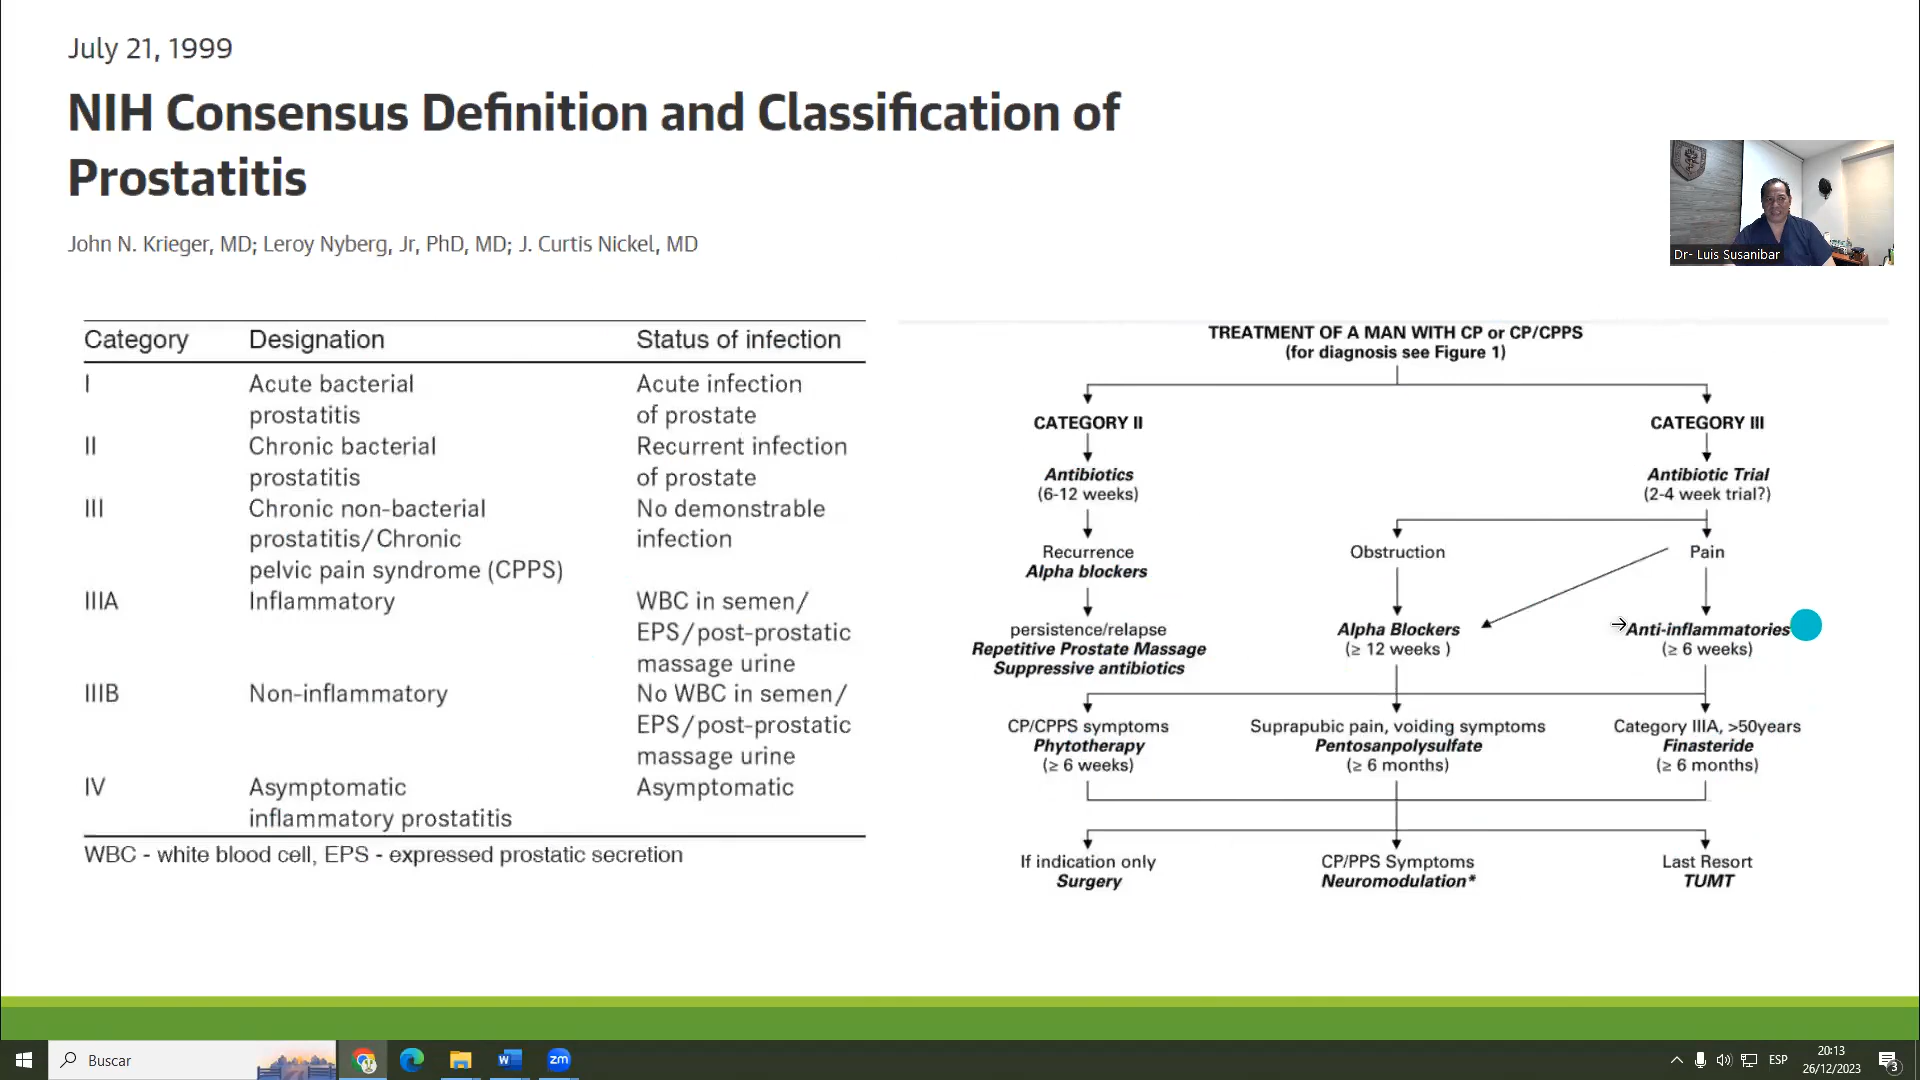 July 21, 1999
NIH Consensus Definition and Classification of
Prostatitis
John N. Krieger, MD; Leroy Nyberg, Jr, PhD, MD; J. Curtis Nickel, MD
Dr- Luis Susanibar
Category Designation Status of infection
I Acute bacterial Acute infection
prostatitis of prostate
II Chronic bacterial Recurrent infection
prostatitis of prostate
III Chronic non-bacterial No demonstrable
prostatitis/Chronic infection
pelvic pain syndrome (CPPS)
IIIA Inflammatory WBC in semen/
EPS/post-prostatic
massage urine
IIIB Non-inflammatory No WBC in semen/
EPS/post-prostatic
massage urine
IV Asymptomatic Asymptomatic
inflammatory prostatitis
WBC - white blood cell, EPS - expressed prostatic secretion
TREATMENT OF A MAN WITH CP or CP/CPPS
(for diagnosis see Figure 1)
CATEGORY II CATEGORY III
Antibiotics Antibiotic Trial
(6-12 weeks) (2-4 week trial?)
Recurrence Obstruction Pain
Alpha blockers
persistence/relapse Alpha Blockers Anti-inflammatories
Repetitive Prostate Massage (≥ 12 weeks ) (≥ 6 weeks)
Suppressive antibiotics
CP/CPPS symptoms Suprapubic pain, voiding symptoms Category IIIA, >50years
Phytotherapy Pentosanpolysulfate Finasteride
(≥ 6 weeks) (≥ 6 months) (≥ 6 months)
If indication only CP/PPS Symptoms Last Resort
Surgery Neuromodulation* TUMT
Buscar
W
zm
ESP
20:13
26/12/2023
3